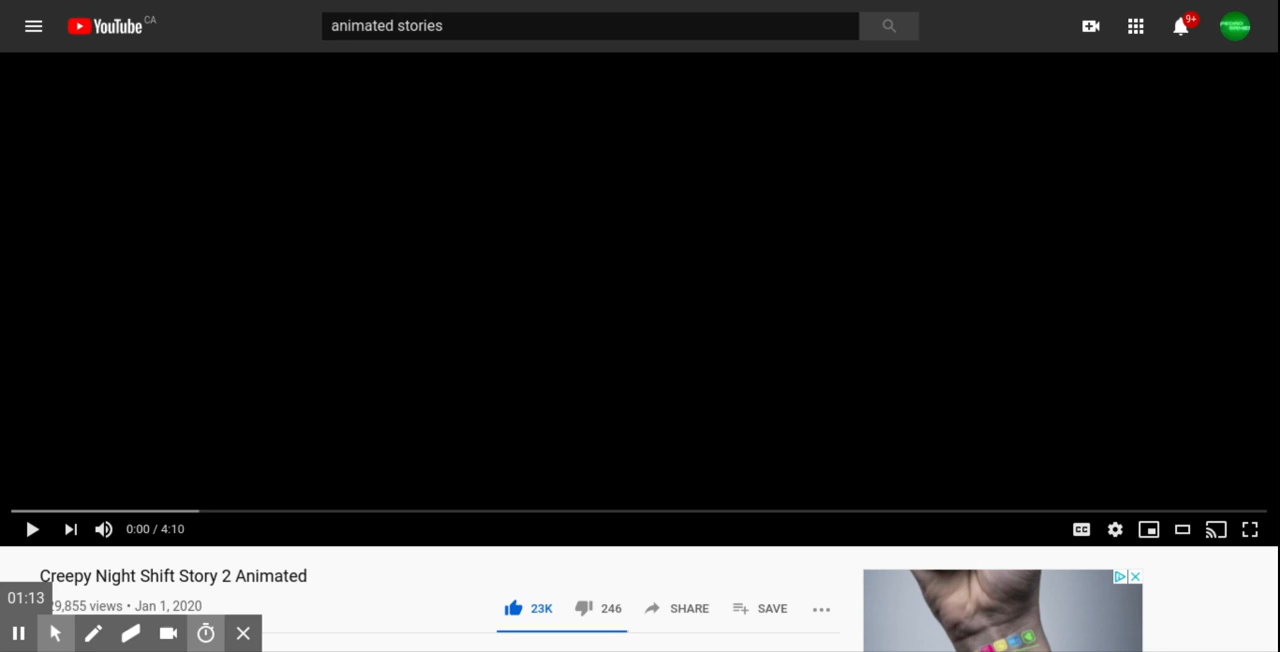 YouTube CA
animated stories
9+
0:00 / 4:10
CC
Creepy Night Shift Story 2 Animated
01:13
9,855 views • Jan 1, 2020
23K
246
SHARE
SAVE